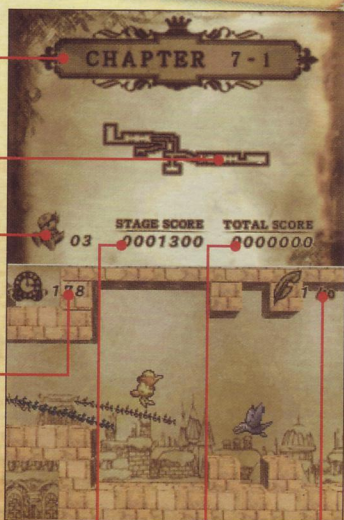 CHAPTER 7-1
STAGE SCORE TOTAL SCORE
03 0001300 0000000
178